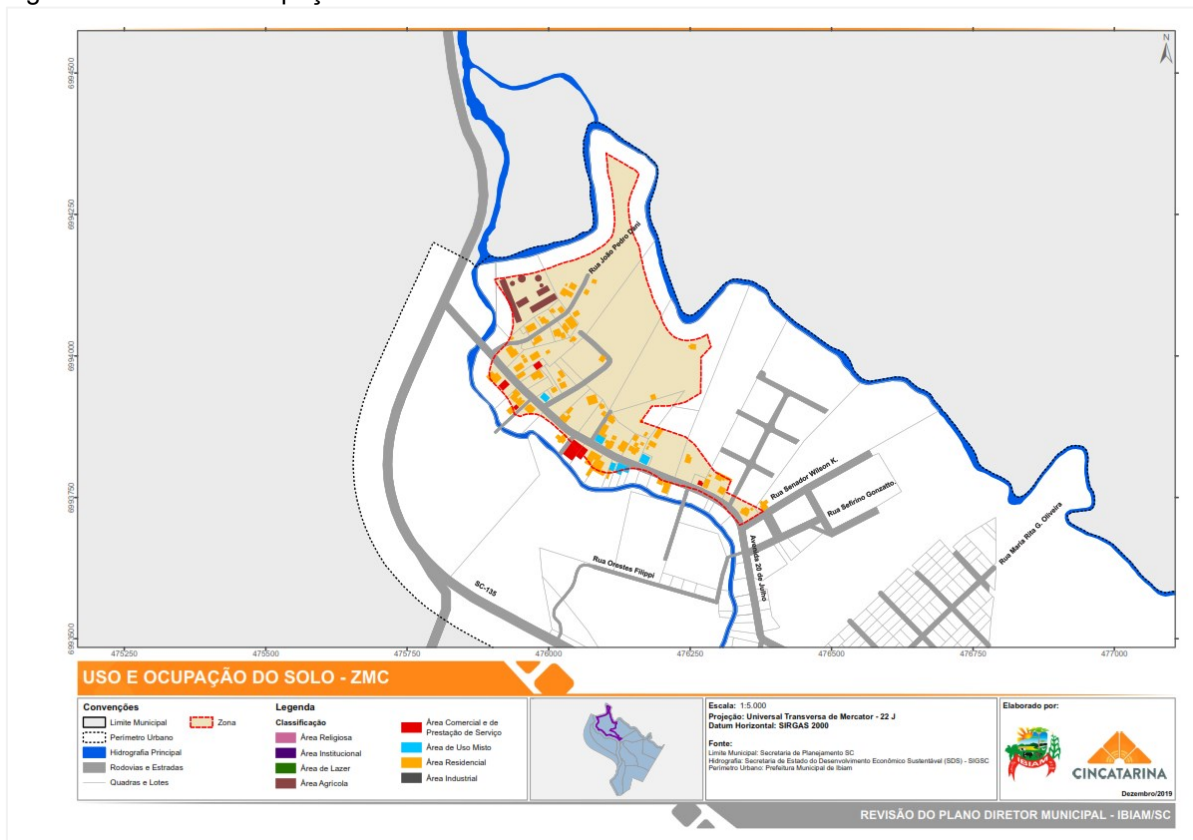 N
6994500
6994250
6994000
6993750
6993500
Rua João Pedro Dani
Rua Senador Wilson K.
Rua Sefirino Gonzatto.
Rua Maria Rita G. Oliveira
Rua Orestes Filippi
Avenida 20 de Julho
SC-135
475250
475500
475750
476000
476250
476500
476750
477000
USO E OCUPAÇÃO DO SOLO - ZMC
Convenções
Limite Municipal
Zona
Perímetro Urbano
Hidrografia Principal
Rodovias e Estradas
Quadras e Lotes
Legenda
Classificação
Área Religiosa
Área Institucional
Área de Lazer
Área Agrícola
Área Comercial e de
Prestação de Serviço
Área de Uso Misto
Área Residencial
Área Industrial
Escala: 1:5.000
Projeção: Universal Transversa de Mercator - 22 J
Datum Horizontal: SIRGAS 2000
Fonte:
Limite Municipal: Secretaria de Planejamento SC
Hidrografia: Secretaria de Estado do Desenvolvimento Econômico Sustentável (SDS) - SIGSC
Perímetro Urbano: Prefeitura Municipal de Ibiam
Elaborado por:
IBIAM
CINCATARINA
Dezembro/2019
REVISÃO DO PLANO DIRETOR MUNICIPAL - IBIAM/SC